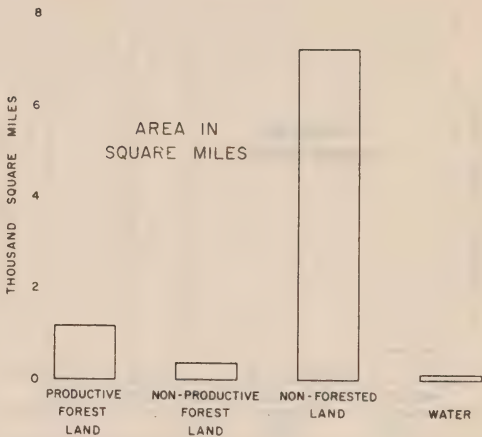 8
6
4
2
0
THOUSAND SQUARE MILES
AREA IN
SQUARE MILES
PRODUCTIVE
FOREST
LAND
NON-PRODUCTIVE
FOREST
LAND
NON-FORESTED
LAND
WATER